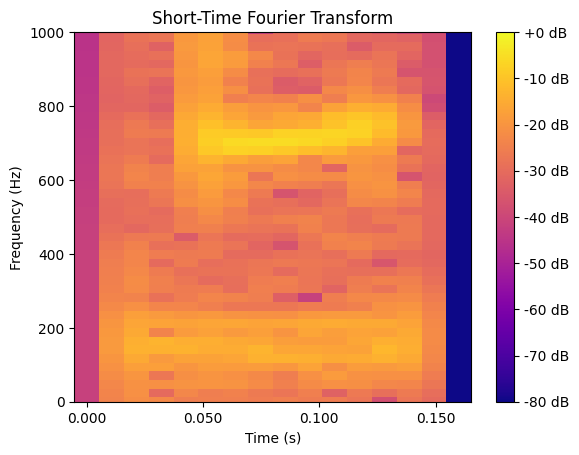 Short-Time Fourier Transform
Frequency (Hz)
1000
800
600
400
200
0
0.000
0.050
0.100
0.150
Time (s)
+0 dB
-10 dB
-20 dB
-30 dB
-40 dB
-50 dB
-60 dB
-70 dB
-80 dB